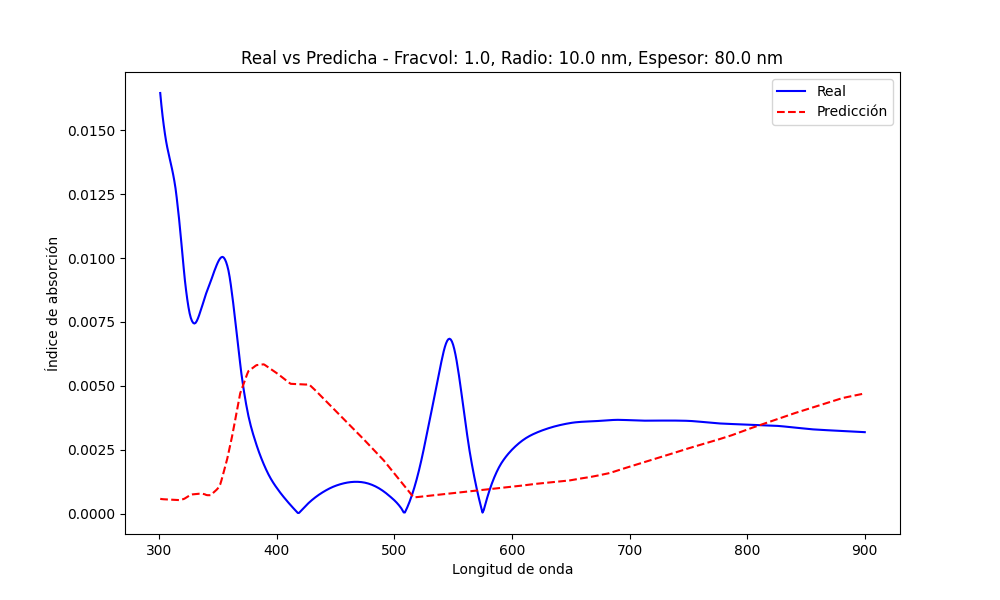 Real vs Predicha - Fracvol: 1.0, Radio: 10.0 nm, Espesor: 80.0 nm
Real
Predicción
Índice de absorción
0.0150
0.0125
0.0100
0.0075
0.0050
0.0025
0.0000
300 400 500 600 700 800 900
Longitud de onda